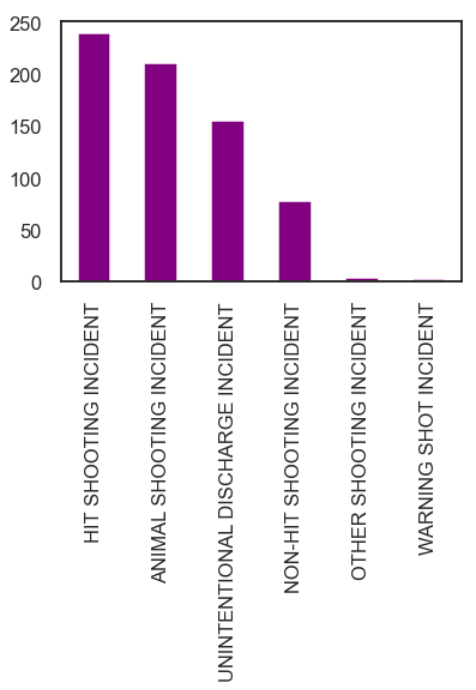 250
200
150
100
50
0
HIT SHOOTING INCIDENT
ANIMAL SHOOTING INCIDENT
UNINTENTIONAL DISCHARGE INCIDENT
NON-HIT SHOOTING INCIDENT
OTHER SHOOTING INCIDENT
WARNING SHOT INCIDENT